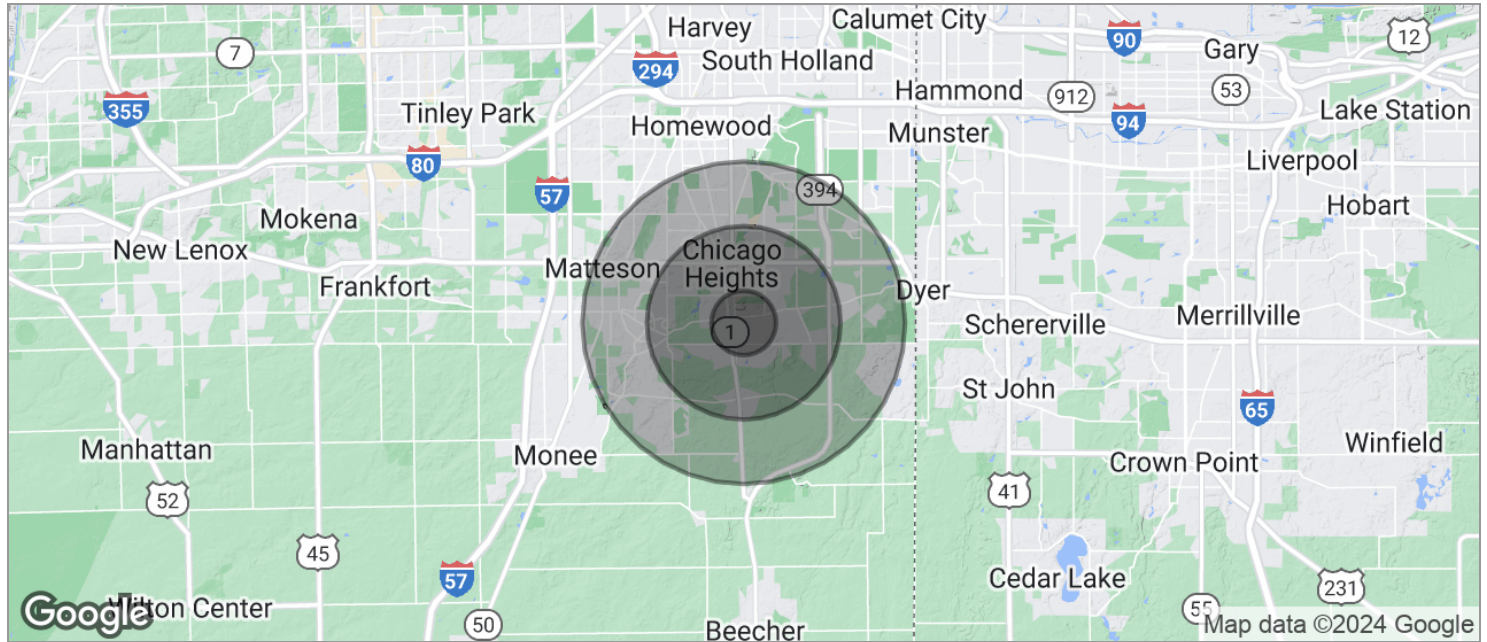 Harvey
Calumet City
90
12
7
Gary
South Holland
294
Hammond
912
53
355
Tinley Park
Lake Station
Homewood
Munster
94
80
Liverpool
57
394
Hobart
Mokena
New Lenox
Chicago
Heights
Matteson
Frankfort
Dyer
Merrillville
Schererville
1
St John
65
Manhattan
Monee
Winfield
Crown Point
52
41
45
57
Cedar Lake
231
Google
Wilton Center
50
55
Beecher
Map data ©2024 Google